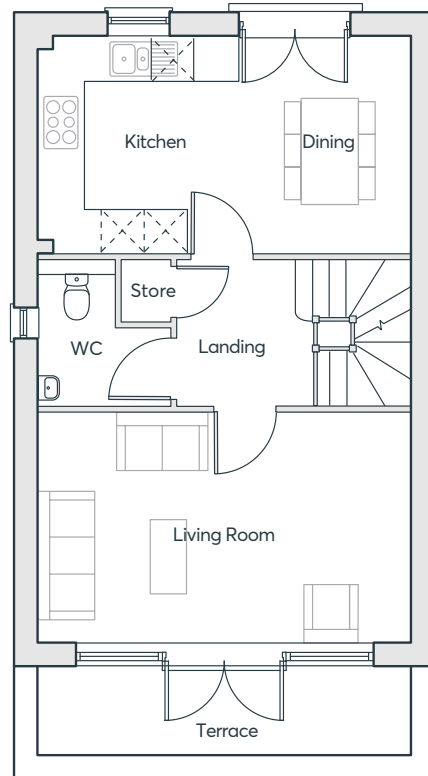 Kitchen
Dining
Store
WC
Landing
Living Room
Terrace